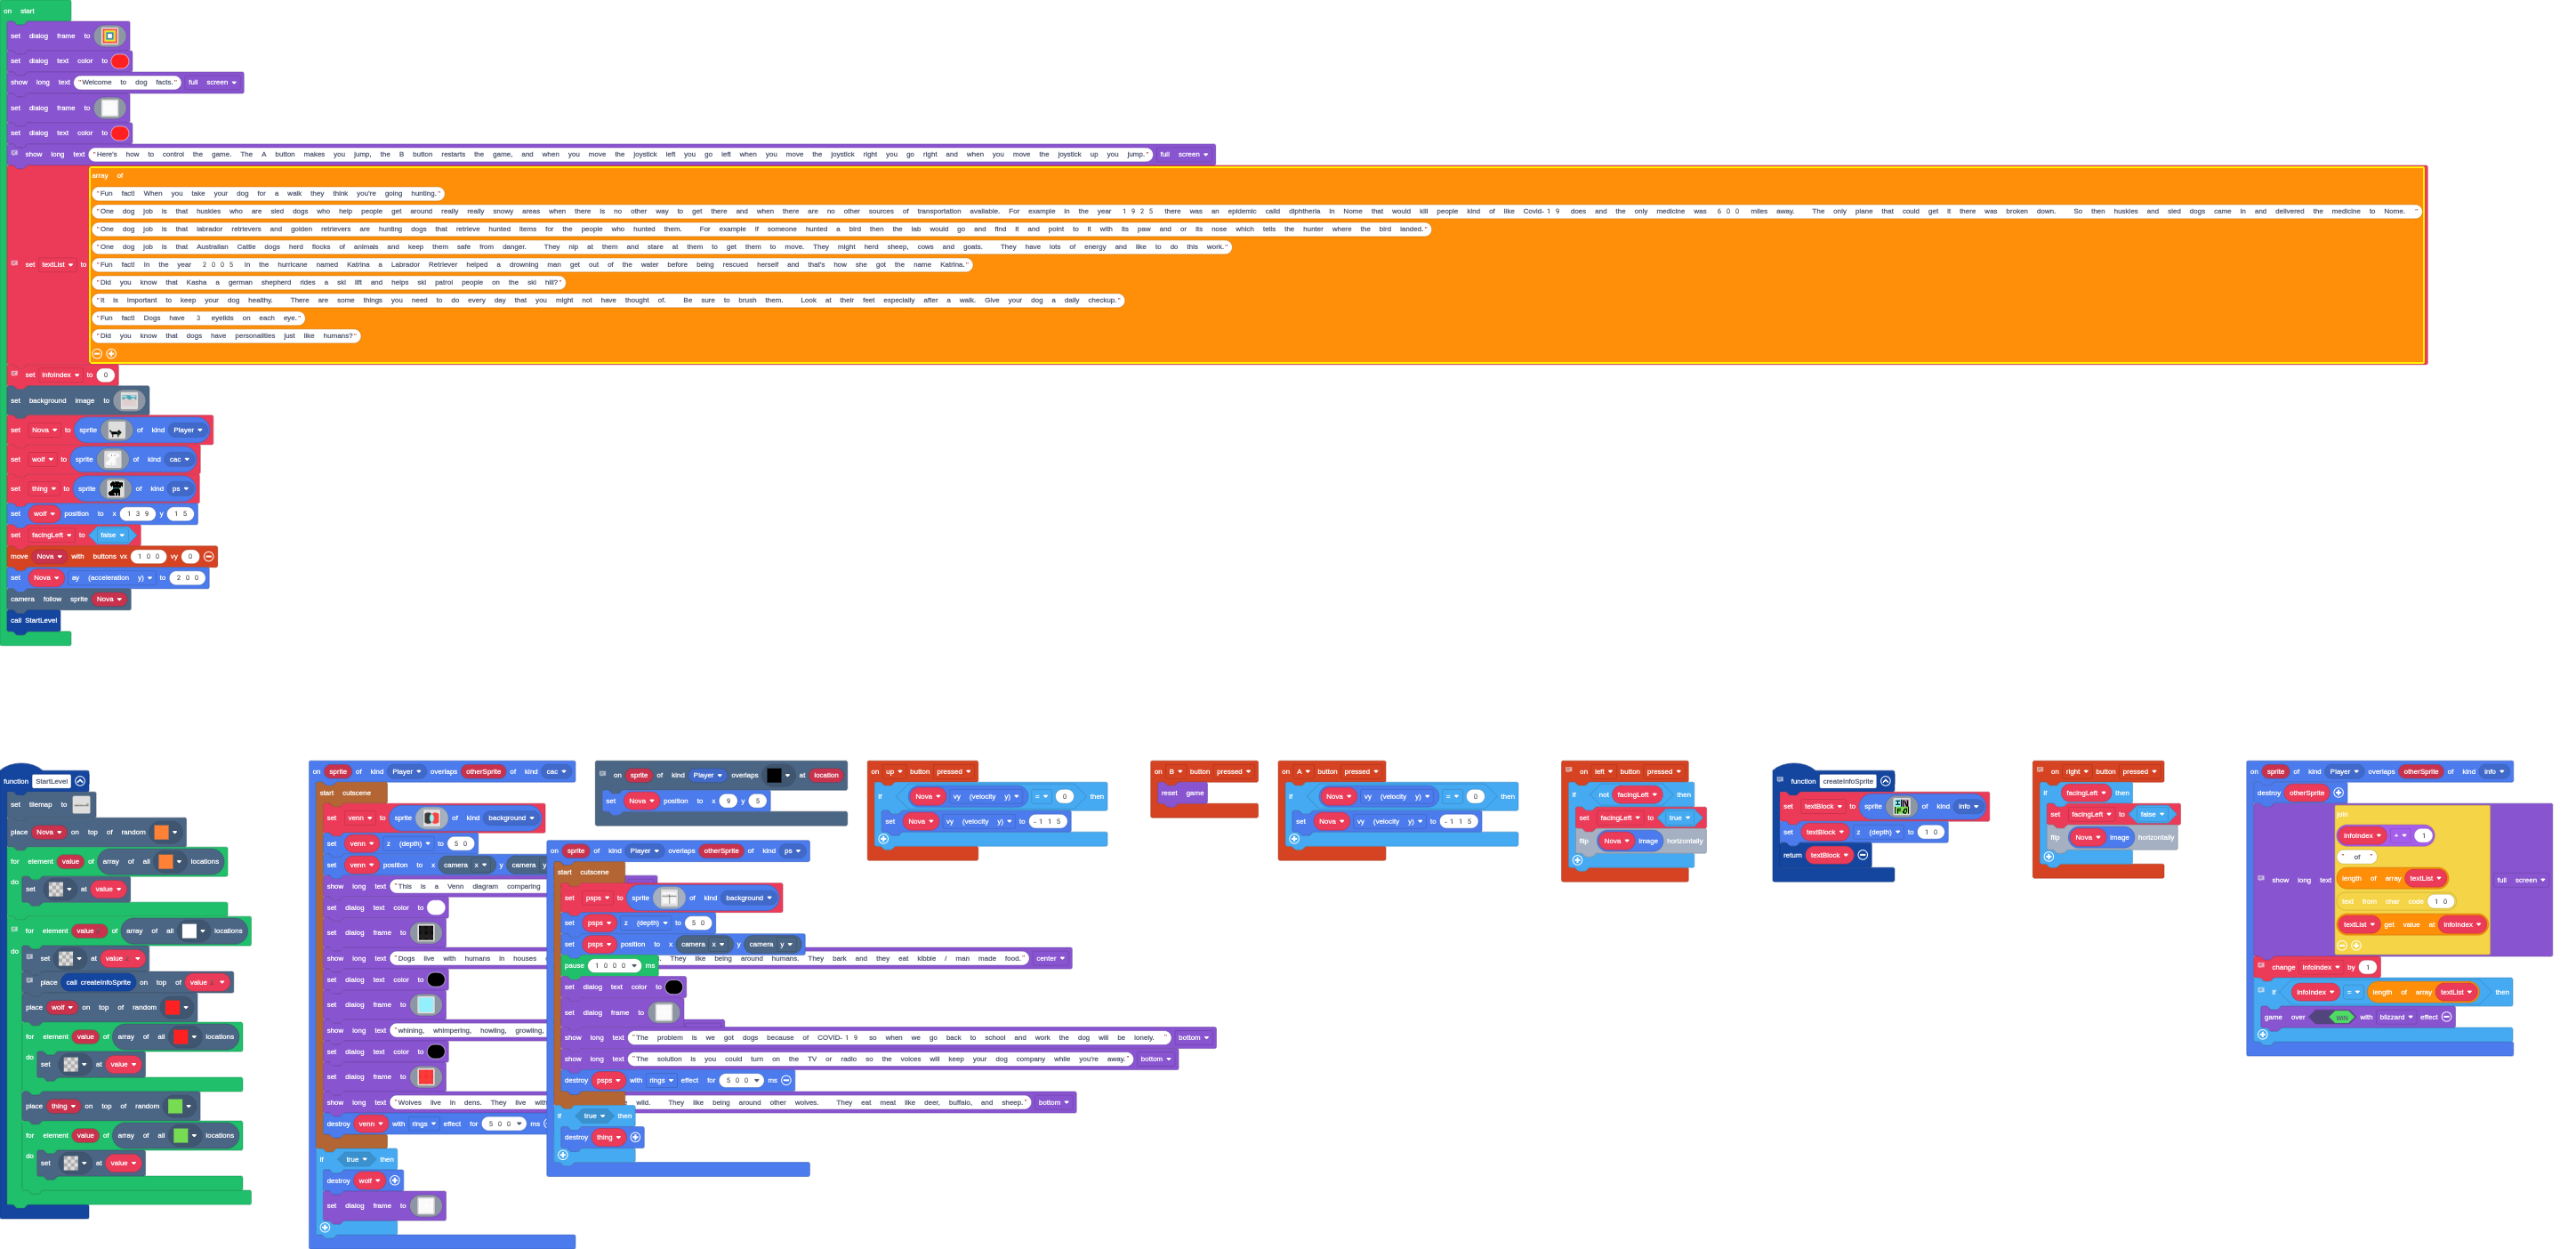 on start
set dialog frame to
set dialog text color to
show long text "Welcome to dog facts." full screen
set dialog frame to
set dialog text color to
show long text "Here's how to control the game. The A button makes you jump, the B button restarts the game, and when you move the joystick left you go left when you move the joystick right you go right and when you move the joystick up you jump." full screen
set textList to array of
"Fun fact! When you take your dog for a walk they think you're going hunting."
"One dog job is that huskies who are sled dogs who help people get around really really snowy areas when there is no other way to get there and when there are no other sources of transportation available. For example in the year 1925 there was an epidemic calld diphtheria in Nome that would kill people kind of like Covid-19 does and the only medicine was 600 miles away. The only plane that could get it there was broken down. So then huskies and sled dogs came in and delivered the medicine to Nome. "
"One dog job is that labrador retrievers and golden retrievers are hunting dogs that retrieve hunted items for the people who hunted them. For example if someone hunted a bird then the lab would go and find it and point to it with its paw and or its nose which tells the hunter where the bird landed."
"One dog job is that Australian Cattle dogs herd flocks of animals and keep them safe from danger. They nip at them and stare at them to get them to move. They might herd sheep, cows and goats. They have lots of energy and like to do this work."
"Fun fact! In the year 2005 in the hurricane named Katrina a Labrador Retriever helped a drowning man get out of the water before being rescued herself and that's how she got the name Katrina."
"Did you know that Kasha a german shepherd rides a ski lift and helps ski patrol people on the ski hill?"
"It is important to keep your dog healthy. There are some things you need to do every day that you might not have thought of. Be sure to brush them. Look at their feet especially after a walk. Give your dog a daily checkup."
"Fun fact! Dogs have 3 eyelids on each eye."
"Did you know that dogs have personalities just like humans?"
set infoIndex to 0
set background image to
set Nova to sprite of kind Player
set wolf to sprite of kind cac
set thing to sprite of kind ps
set wolf position to x 139 y 15
set facingLeft to false
move Nova with buttons vx 100 vy 0
set Nova ay (acceleration y) to 200
camera follow sprite Nova
call StartLevel
function StartLevel
set tilemap to
place Nova on top of random
for element value of array of all locations
do set at value
for element value of array of all locations
do set at value
place call createInfoSprite on top of value
place wolf on top of random
for element value of array of all locations
do set at value
place thing on top of random
for element value of array of all locations
do set at value
on sprite of kind Player overlaps otherSprite of kind cac
start cutscene
set venn to sprite of kind background
set venn z (depth) to 50
set venn position to x camera x y camera y
show long text "This is a Venn diagram comparing
set dialog text color to
set dialog frame to
show long text "Dogs live with humans in houses . They like being around humans. They bark and they eat kibble / man made food." center
set dialog text color to
set dialog frame to
show long text "whining, whimpering, howling, growling,
set dialog text color to
set dialog frame to
show long text "Wolves live in dens. They live with wild. They like being around other wolves. They eat meat like deer, buffalo, and sheep." bottom
destroy venn with rings effect for 500 ms
if true then
destroy wolf
set dialog frame to
on sprite of kind Player overlaps otherSprite of kind ps
start cutscene
set psps to sprite of kind background
set psps z (depth) to 50
set psps position to x camera x y camera y
pause 1000 ms
set dialog text color to
set dialog frame to
show long text "The problem is we got dogs because of COVID-19 so when we go back to school and work the dog will be lonely. " bottom
show long text "The solution is you could turn on the TV or radio so the voices will keep your dog company while you're away." bottom
destroy psps with rings effect for 500 ms
if true then
destroy thing
on sprite of kind Player overlaps at location
set Nova position to x 9 y 5
on up button pressed
if Nova vy (velocity y) = 0 then
set Nova vy (velocity y) to -115
on B button pressed
reset game
on A button pressed
if Nova vy (velocity y) = 0 then
set Nova vy (velocity y) to -115
on left button pressed
if not facingLeft then
set facingLeft to true
flip Nova image horizontally
function createInfoSprite
set textBlock to sprite of kind info
set textBlock z (depth) to 10
return textBlock
on right button pressed
if facingLeft then
set facingLeft to false
flip Nova image horizontally
on sprite of kind Player overlaps otherSprite of kind info
destroy otherSprite
show long text join infoIndex + 1
" of "
length of array textList
text from char code 10
textList get value at infoIndex
full screen
change infoIndex by 1
if infoIndex = length of array textList then
game over WIN with blizzard effect